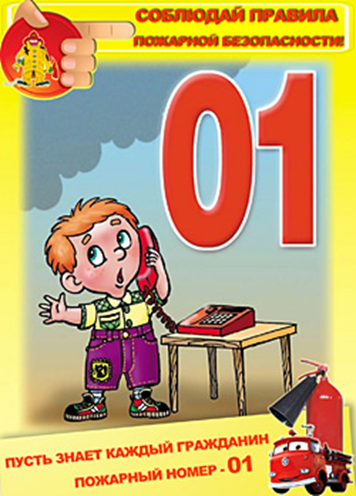 СОБЛЮДАЙ ПРАВИЛА
ПОЖАРНОЙ БЕЗОПАСНОСТИ!
01
ПУСТЬ ЗНАЕТ КАЖДЫЙ ГРАЖДАНИН
ПОЖАРНЫЙ НОМЕР - 01